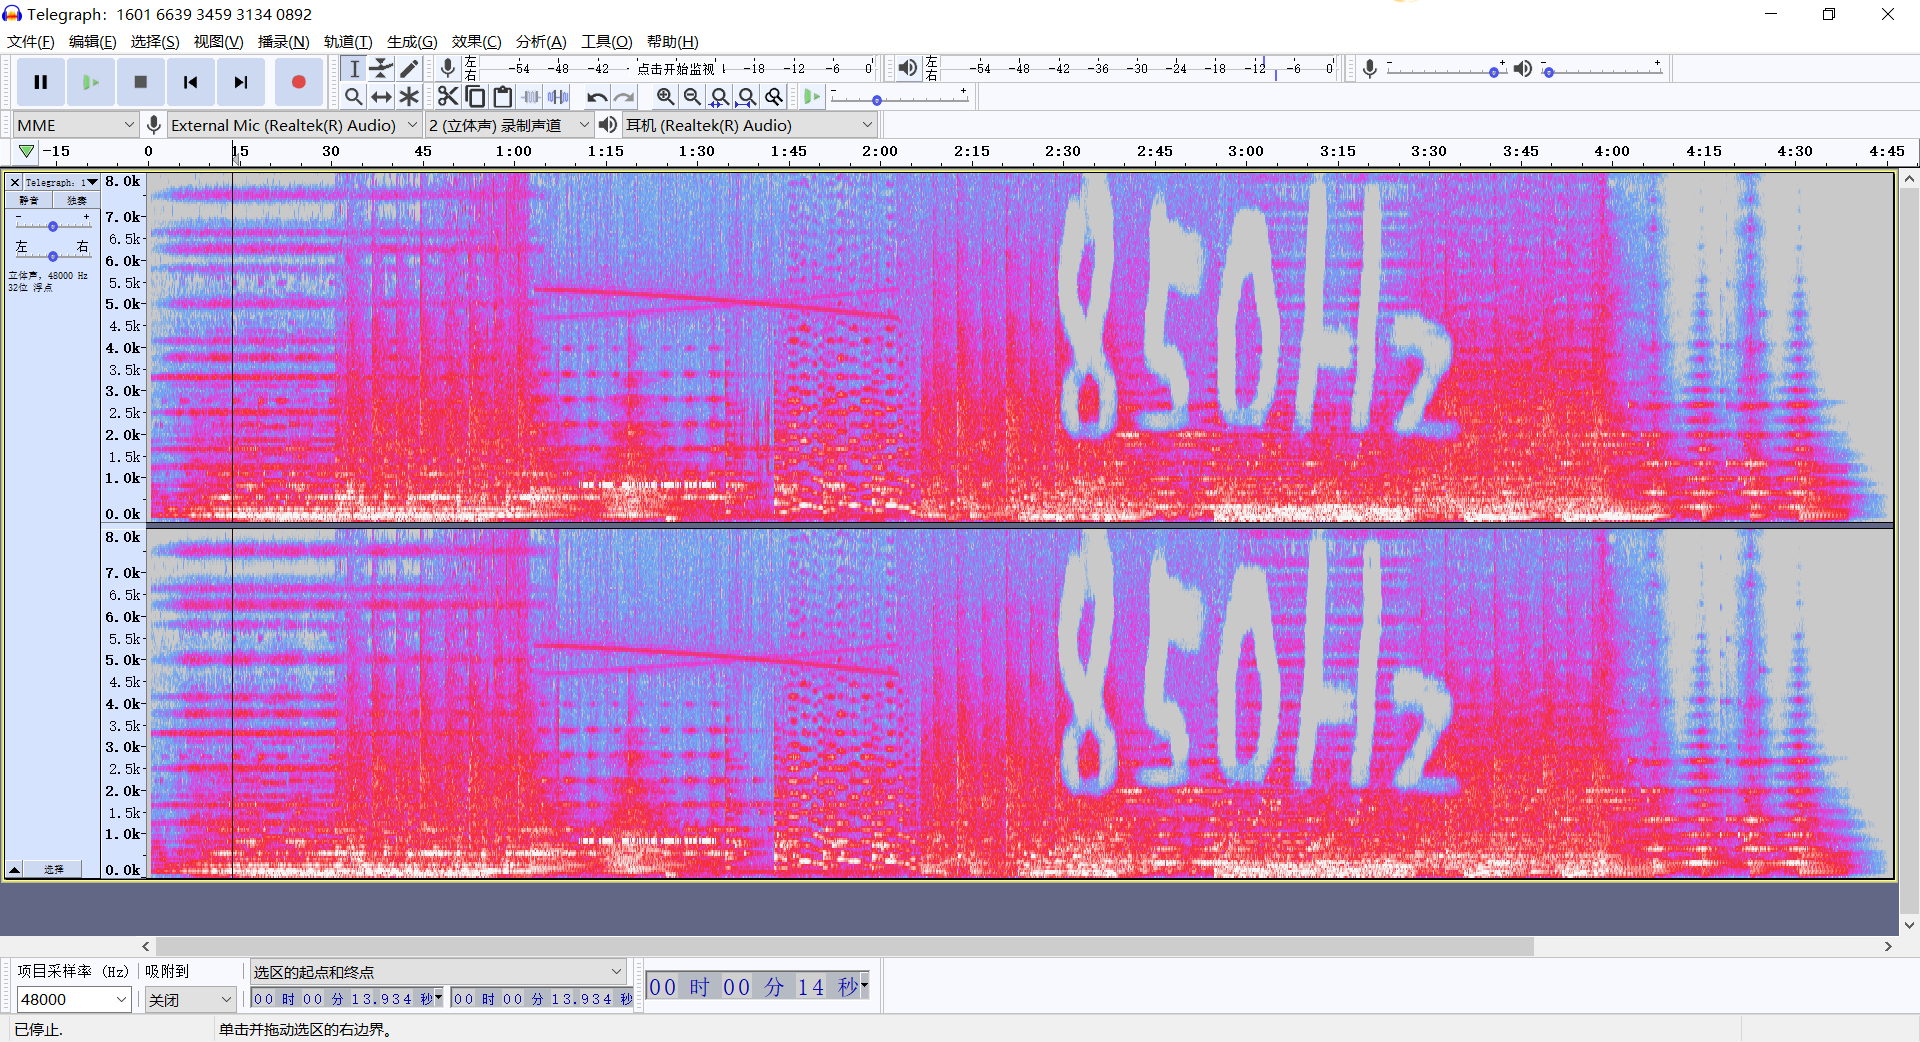 Telegraph: 1601 6639 3459 3134 0892
文件(F) 编辑(E) 选择(S) 视图(V) 播录(N) 轨道(T) 生成(G) 效果(C) 分析(A) 工具(O) 帮助(H)
左 右 -54 -48 -42 点击开始监视 -18 -12 -6 0
左 右 -54 -48 -42 -36 -30 -24 -18 -12 -6 0
MME External Mic (Realtek(R) Audio) 2 (立体声) 录制声道 耳机 (Realtek(R) Audio)
-15 0 15 30 45 1:00 1:15 1:30 1:45 2:00 2:15 2:30 2:45 3:00 3:15 3:30 3:45 4:00 4:15 4:30 4:45
Telegraph: 1
静音 独奏
- +
左 右
立体声, 48000 Hz
32位 浮点
8.0k
7.0k
6.5k
6.0k
5.5k
5.0k
4.5k
4.0k
3.5k
3.0k
2.5k
2.0k
1.5k
1.0k
0.0k
850Hz
8.0k
7.0k
6.5k
6.0k
5.5k
5.0k
4.5k
4.0k
3.5k
3.0k
2.5k
2.0k
1.5k
1.0k
0.0k
850Hz
选择
项目采样率 (Hz) 吸附到 选区的起点和终点
48000 关闭 00 时 00 分 13.934 秒 00 时 00 分 13.934 秒
00 时 00 分 14 秒
已停止. 单击并拖动选区的右边界。